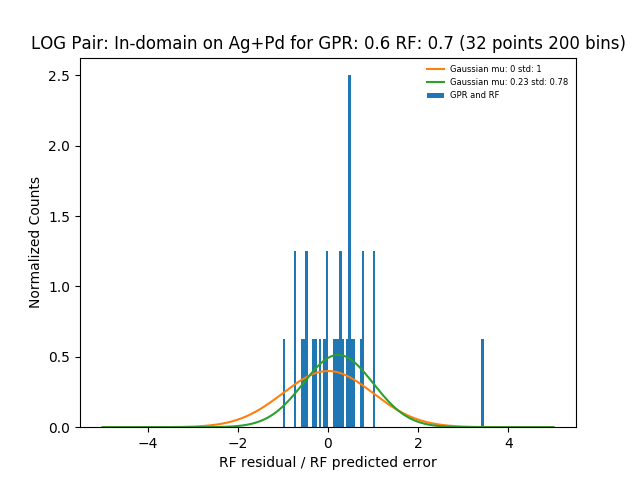 LOG Pair: In-domain on Ag+Pd for GPR: 0.6 RF: 0.7 (32 points 200 bins)
Gaussian mu: 0 std: 1
Gaussian mu: 0.23 std: 0.78
GPR and RF
Normalized Counts
2.5
2.0
1.5
1.0
0.5
0.0
−4
−2
0
2
4
RF residual / RF predicted error